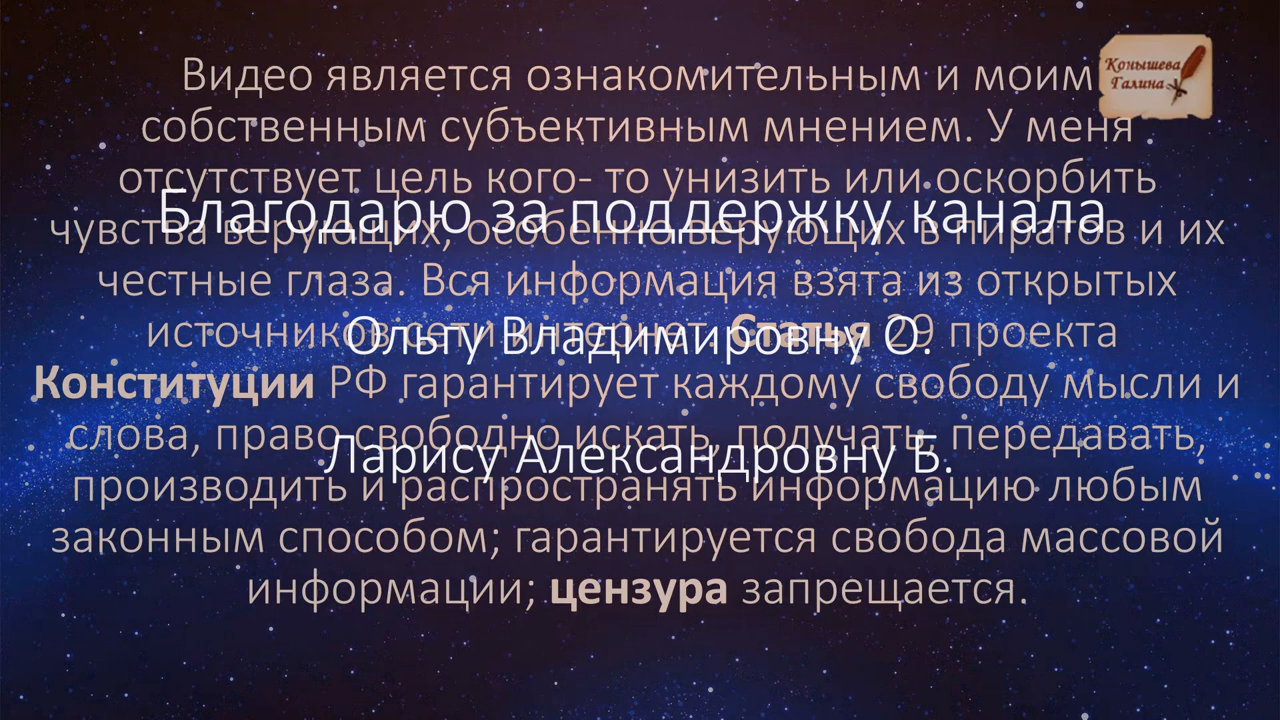 Видео является ознакомительным и моим
собственным субъективным мнением. У меня
отсутствует цель кого- то унизить или оскорбить
чувства верующих, особенно верующих в пиратов и их
честные глаза. Вся информация взята из открытых
источников сети интернет. Статья 29 проекта
Конституции РФ гарантирует каждому свободу мысли и
слова, право свободно искать, получать, передавать,
производить и распространять информацию любым
законным способом; гарантируется свобода массовой
информации; цензура запрещается.
Благодарю за поддержку канала
Ольгу Владимировну О.
Ларису Александровну Б.
Конышева
Галина